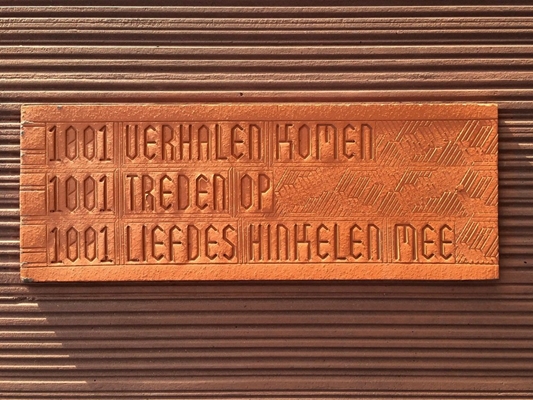 1001 VERHALEN KOMEN
1001 TREDEN OP
1001 LIEFDES HINKELEN MEE